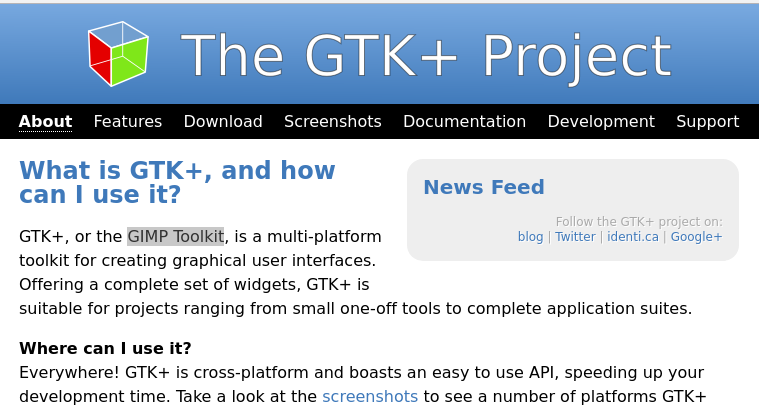 The GTK+ Project
About Features Download Screenshots Documentation Development Support
What is GTK+, and how
can I use it?
News Feed
Follow the GTK+ project on:
blog | Twitter | identi.ca | Google+
GTK+, or the GIMP Toolkit, is a multi-platform
toolkit for creating graphical user interfaces.
Offering a complete set of widgets, GTK+ is
suitable for projects ranging from small one-off tools to complete application suites.
Where can I use it?
Everywhere! GTK+ is cross-platform and boasts an easy to use API, speeding up your
development time. Take a look at the screenshots to see a number of platforms GTK+